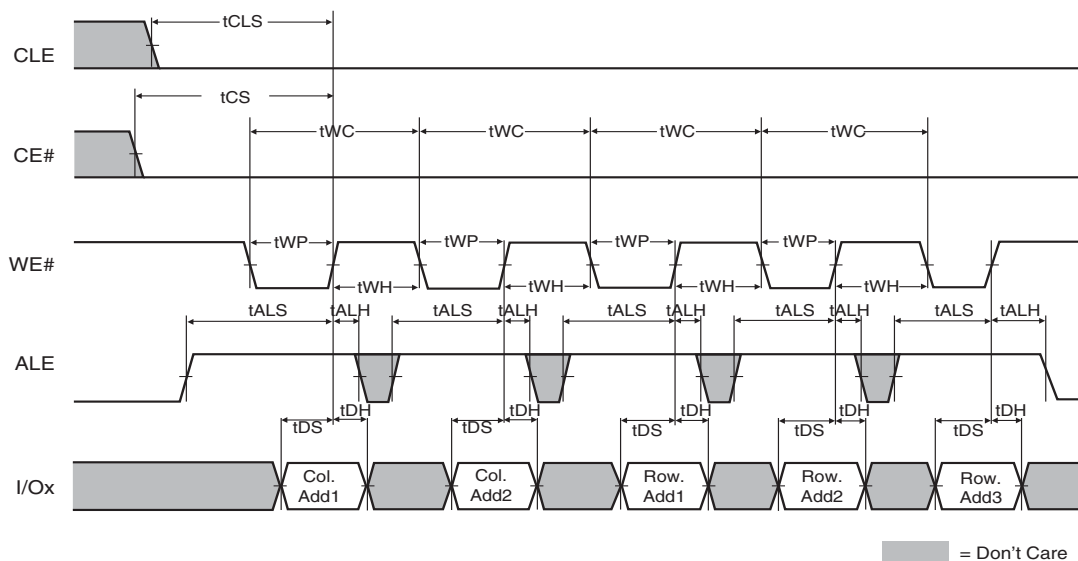 tCLS
CLE
tCS
tWC tWC tWC tWC
CE#
tWP tWP tWP tWP
WE#
tWH tWH tWH tWH
tALS tALH tALS tALH tALS tALH tALS tALH tALS tALH
ALE
tDS tDH tDS tDH tDS tDH tDS tDH tDS tDH
I/Ox
Col. Add1
Col. Add2
Row. Add1
Row. Add2
Row. Add3
= Don't Care